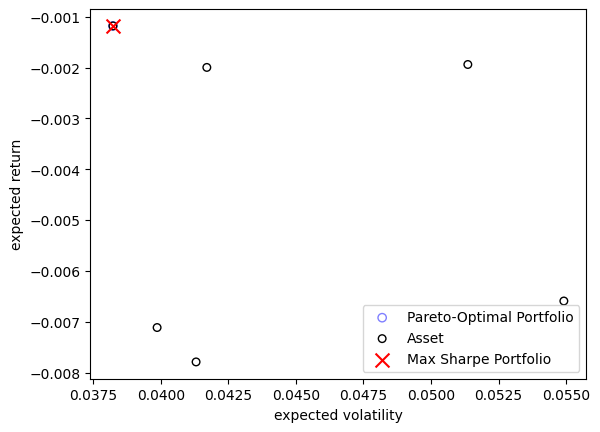 −0.001
−0.002
−0.003
−0.004
−0.005
−0.006
−0.007
−0.008
expected return
Pareto-Optimal Portfolio
Asset
Max Sharpe Portfolio
0.0375 0.0400 0.0425 0.0450 0.0475 0.0500 0.0525 0.0550
expected volatility